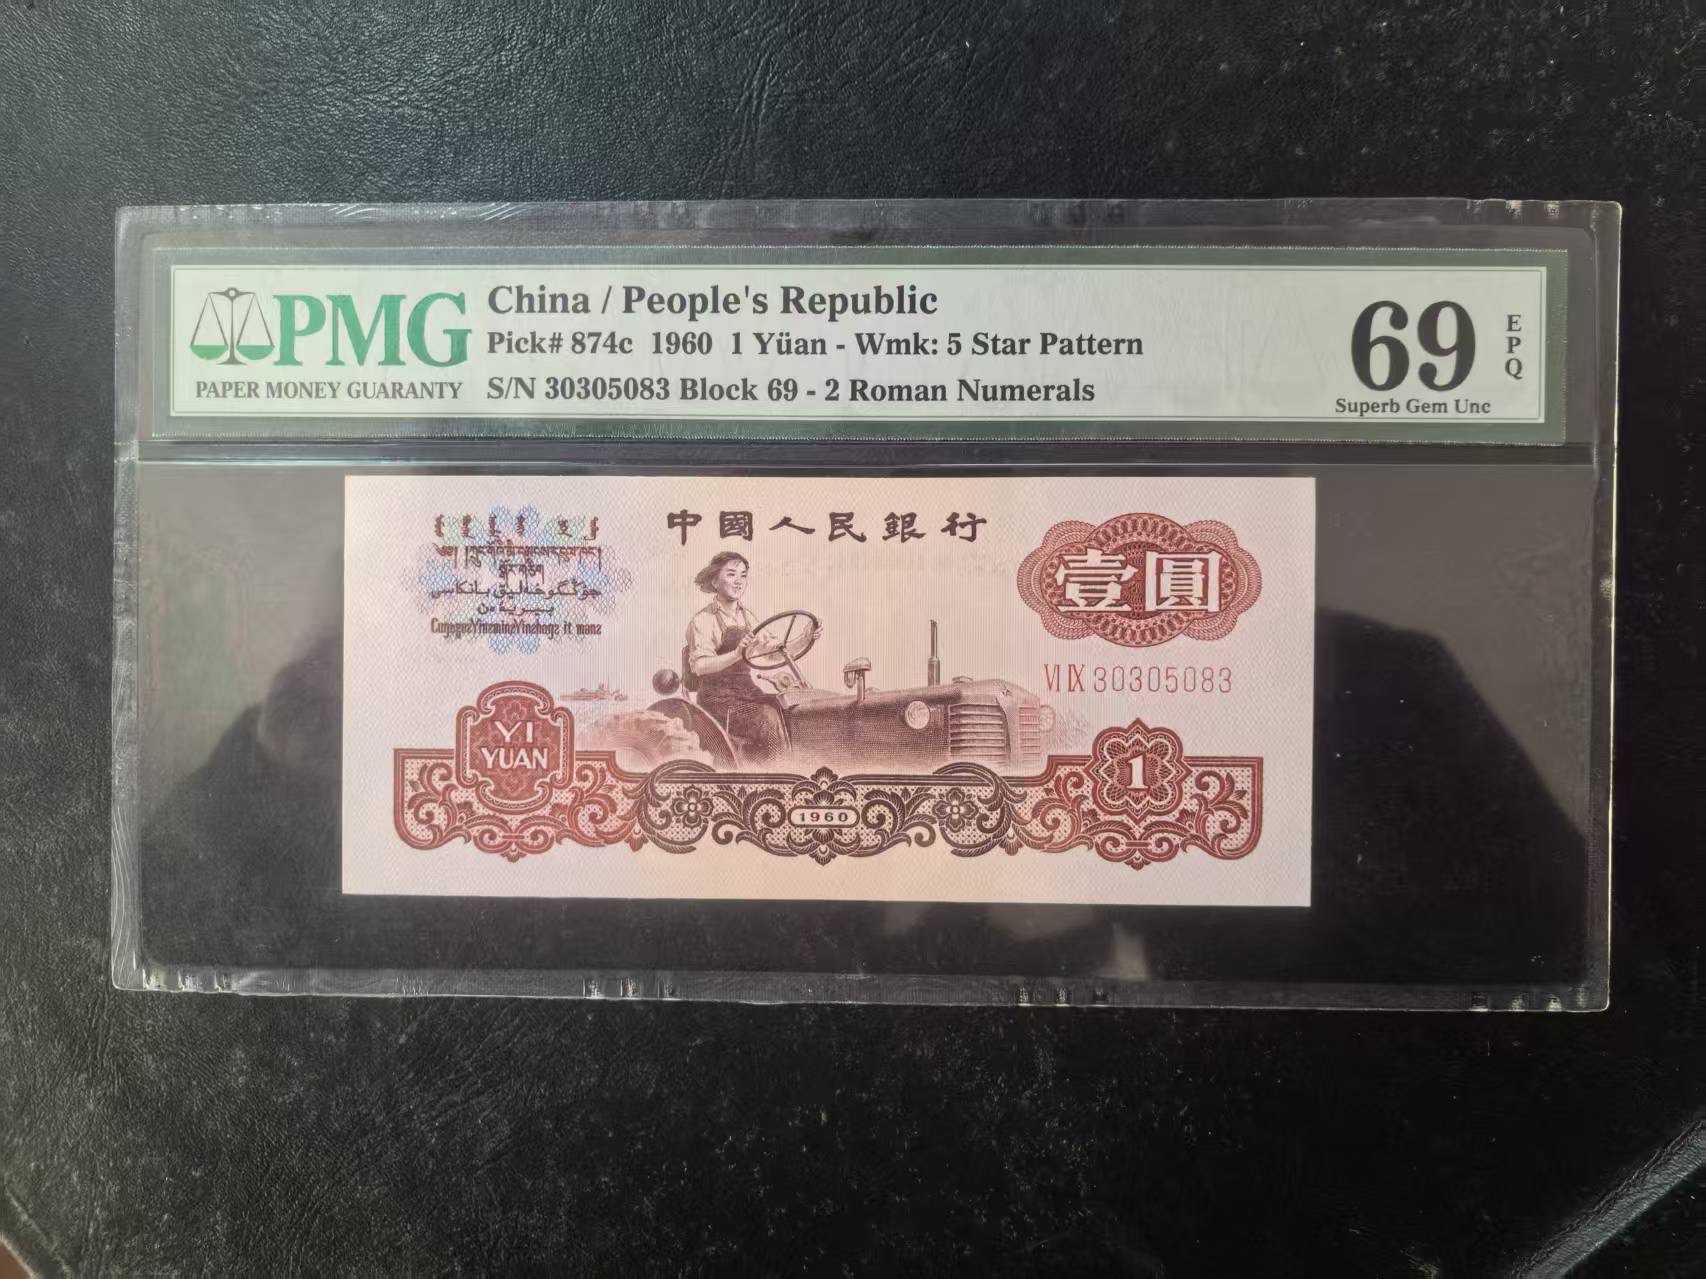 PMG
PAPER MONEY GUARANTY
China / People's Republic
Pick# 874c 1960 1 Yüan - Wmk: 5 Star Pattern
S/N 30305083 Block 69 - 2 Roman Numerals
69
EPQ
Superb Gem Unc
中國人民銀行
壹圓
VI IX 30305083
YI
YUAN
1960
1